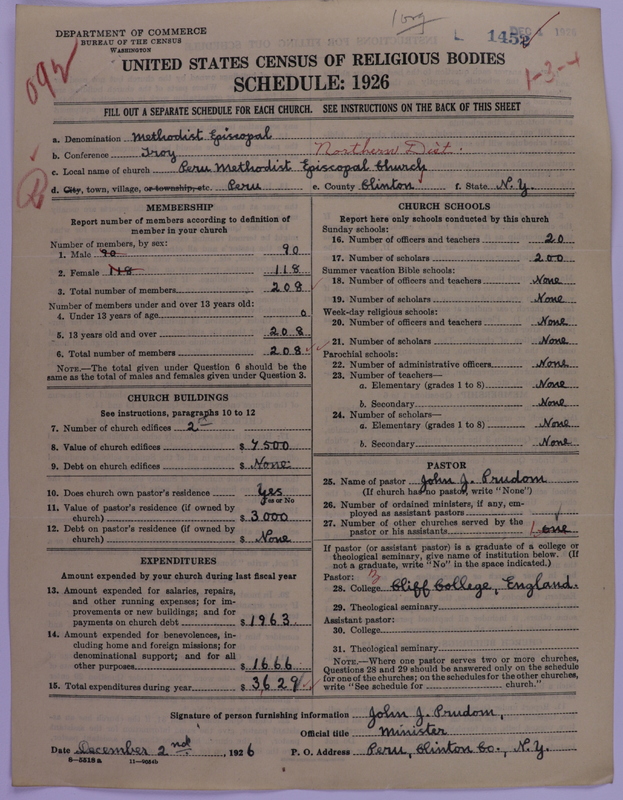 DEPARTMENT OF COMMERCE
BUREAU OF THE CENSUS
WASHINGTON
1 org
L 1452 DEC 4 1926
092
1-3-4
UNITED STATES CENSUS OF RELIGIOUS BODIES
SCHEDULE: 1926
FILL OUT A SEPARATE SCHEDULE FOR EACH CHURCH. SEE INSTRUCTIONS ON THE BACK OF THIS SHEET
a. Denomination Methodist Episcopal
b. Conference Troy Northern Dist.
c. Local name of church Peru Methodist Episcopal Church
d. City, town, village, or township, etc. Peru e. County Clinton f. State N.Y.
MEMBERSHIP
Report number of members according to definition of
member in your church
Number of members, by sex:
1. Male 90 90
2. Female 118 118
3. Total number of members 208
Number of members under and over 13 years old:
4. Under 13 years of age 0
5. 13 years old and over 208
6. Total number of members 208
NOTE.—The total given under Question 6 should be
same as the total of males and females given under Question 3.
CHURCH BUILDINGS
See instructions, paragraphs 10 to 12
7. Number of church edifices 2
8. Value of church edifices $ 7500
9. Debt on church edifices $ None
10. Does church own pastor's residence Yes
Yes or No
11. Value of pastor's residence (if owned by
church) $ 3000
12. Debt on pastor's residence (if owned by
church) $ None
EXPENDITURES
Amount expended by your church during last fiscal year
13. Amount expended for salaries, repairs,
and other running expenses; for im-
provements or new buildings; and for
payments on church debt $ 1963
14. Amount expended for benevolences, in-
cluding home and foreign missions; for
denominational support; and for all
other purposes $ 1666
15. Total expenditures during year $ 3629
CHURCH SCHOOLS
Report here only schools conducted by this church
Sunday schools:
16. Number of officers and teachers 20
17. Number of scholars 200
Summer vacation Bible schools:
18. Number of officers and teachers None
19. Number of scholars None
Week-day religious schools:
20. Number of officers and teachers None
21. Number of scholars None
Parochial schools:
22. Number of administrative officers None
23. Number of teachers—
a. Elementary (grades 1 to 8) None
b. Secondary None
24. Number of scholars—
a. Elementary (grades 1 to 8) None
b. Secondary None
PASTOR
25. Name of pastor John J. Prudom
(If church has no pastor, write "None")
26. Number of ordained ministers, if any, em-
ployed as assistant pastors
27. Number of other churches served by the
pastor or his assistants one
If pastor (or assistant pastor) is a graduate of a college or
theological seminary, give name of institution below. (If
not a graduate, write "No" in the space indicated.)
Pastor: 3
28. College Cliff College, England.
29. Theological seminary
Assistant pastor:
30. College
31. Theological seminary
NOTE.—Where one pastor serves two or more churches,
Questions 28 and 29 should be answered only on the schedule
for one of the churches; on the schedules for the other churches,
write "See schedule for church."
Signature of person furnishing information John J. Prudom,
Official title Minister
Date December 2nd, 1926 P. O. Address Peru, Clinton Co., N.Y.
8—5518 a 11—9054b